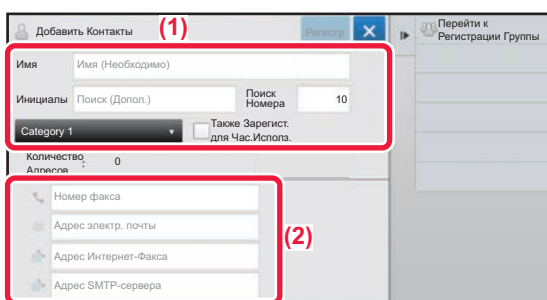 Добавить Контакты
(1)
Регистр
Перейти к
Регистрации Группы
Имя
Имя (Необходимо)
Инициалы
Поиск (Допол.)
Поиск
Номера
10
Category 1
Также Зарегист.
для Час.Исполз.
Количество
Адресов
:
0
Номер факса
Адрес электр. почты
Адрес Интернет-Факса
Адрес SMTP-сервера
(2)